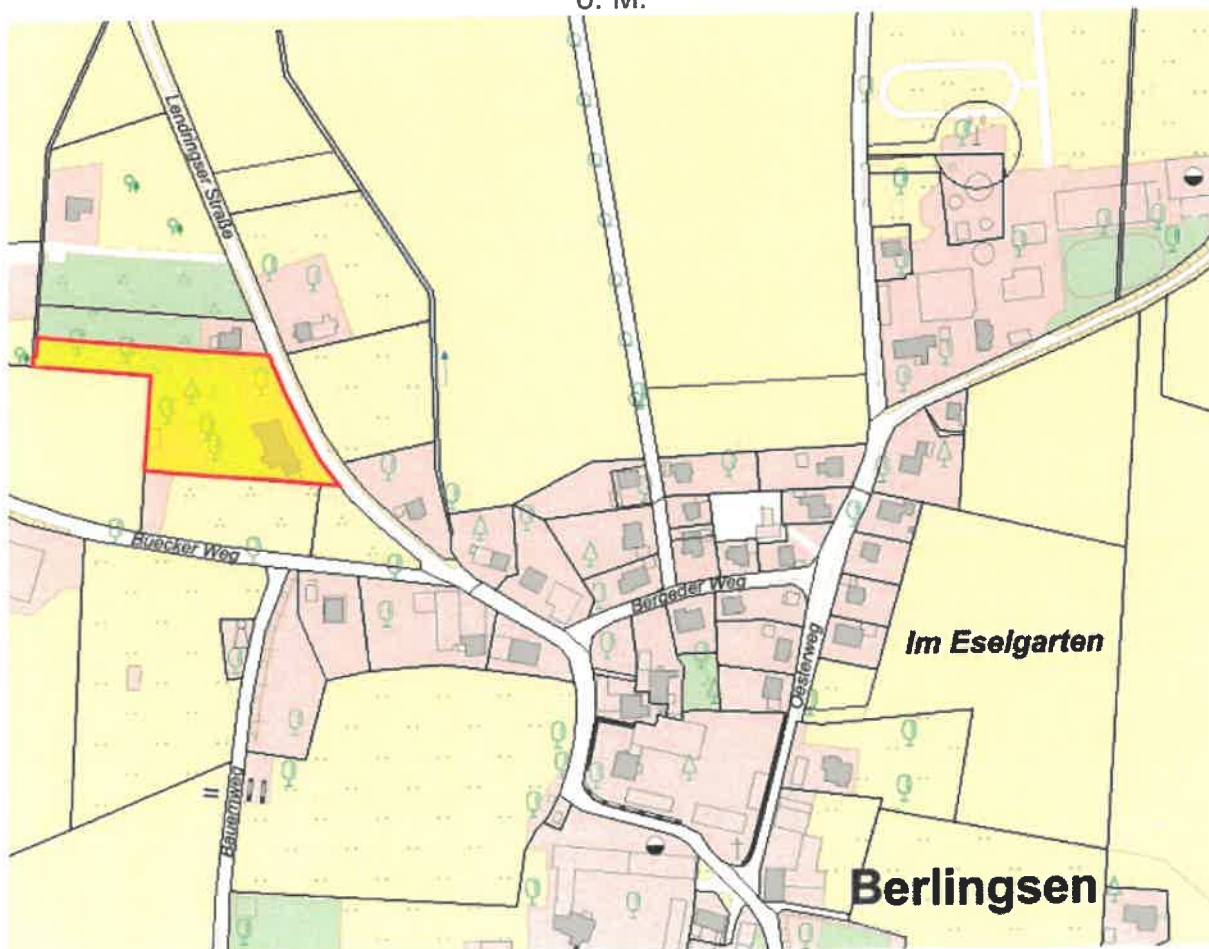 U. M.
Lendringser Straße
Buecker Weg
Bergeder Weg
Im Eselgarten
Oesterweg
Bauernweg
Berlingsen